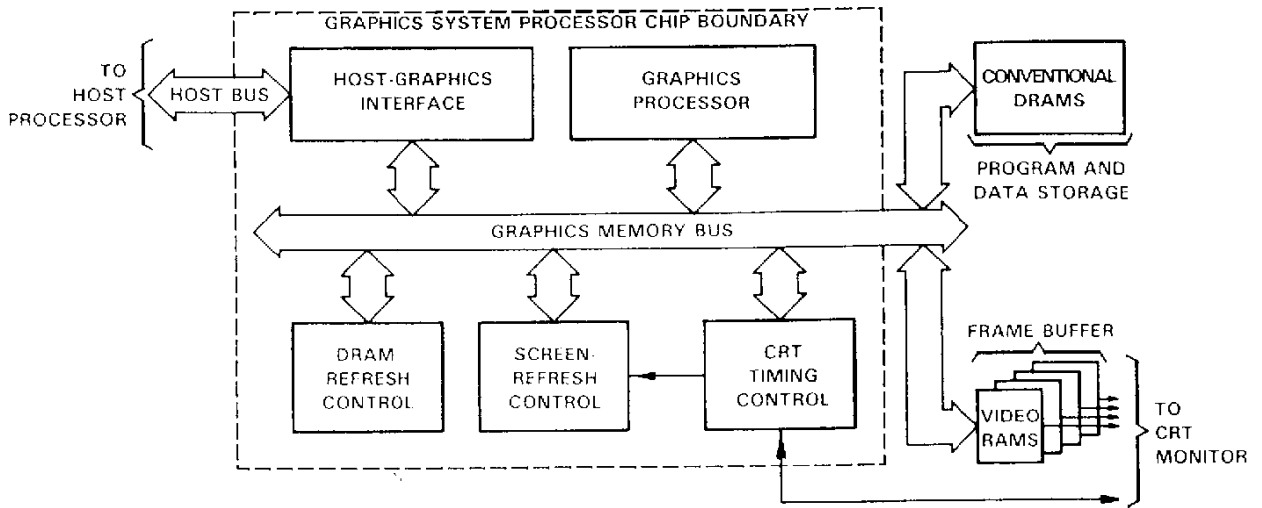 GRAPHICS SYSTEM PROCESSOR CHIP BOUNDARY
TO
HOST
PROCESSOR
HOST BUS
HOST-GRAPHICS
INTERFACE
GRAPHICS
PROCESSOR
CONVENTIONAL
DRAMS
PROGRAM AND
DATA STORAGE
GRAPHICS MEMORY BUS
DRAM
REFRESH
CONTROL
SCREEN-
REFRESH
CONTROL
CRT
TIMING
CONTROL
FRAME BUFFER
VIDEO
RAMS
TO
CRT
MONITOR